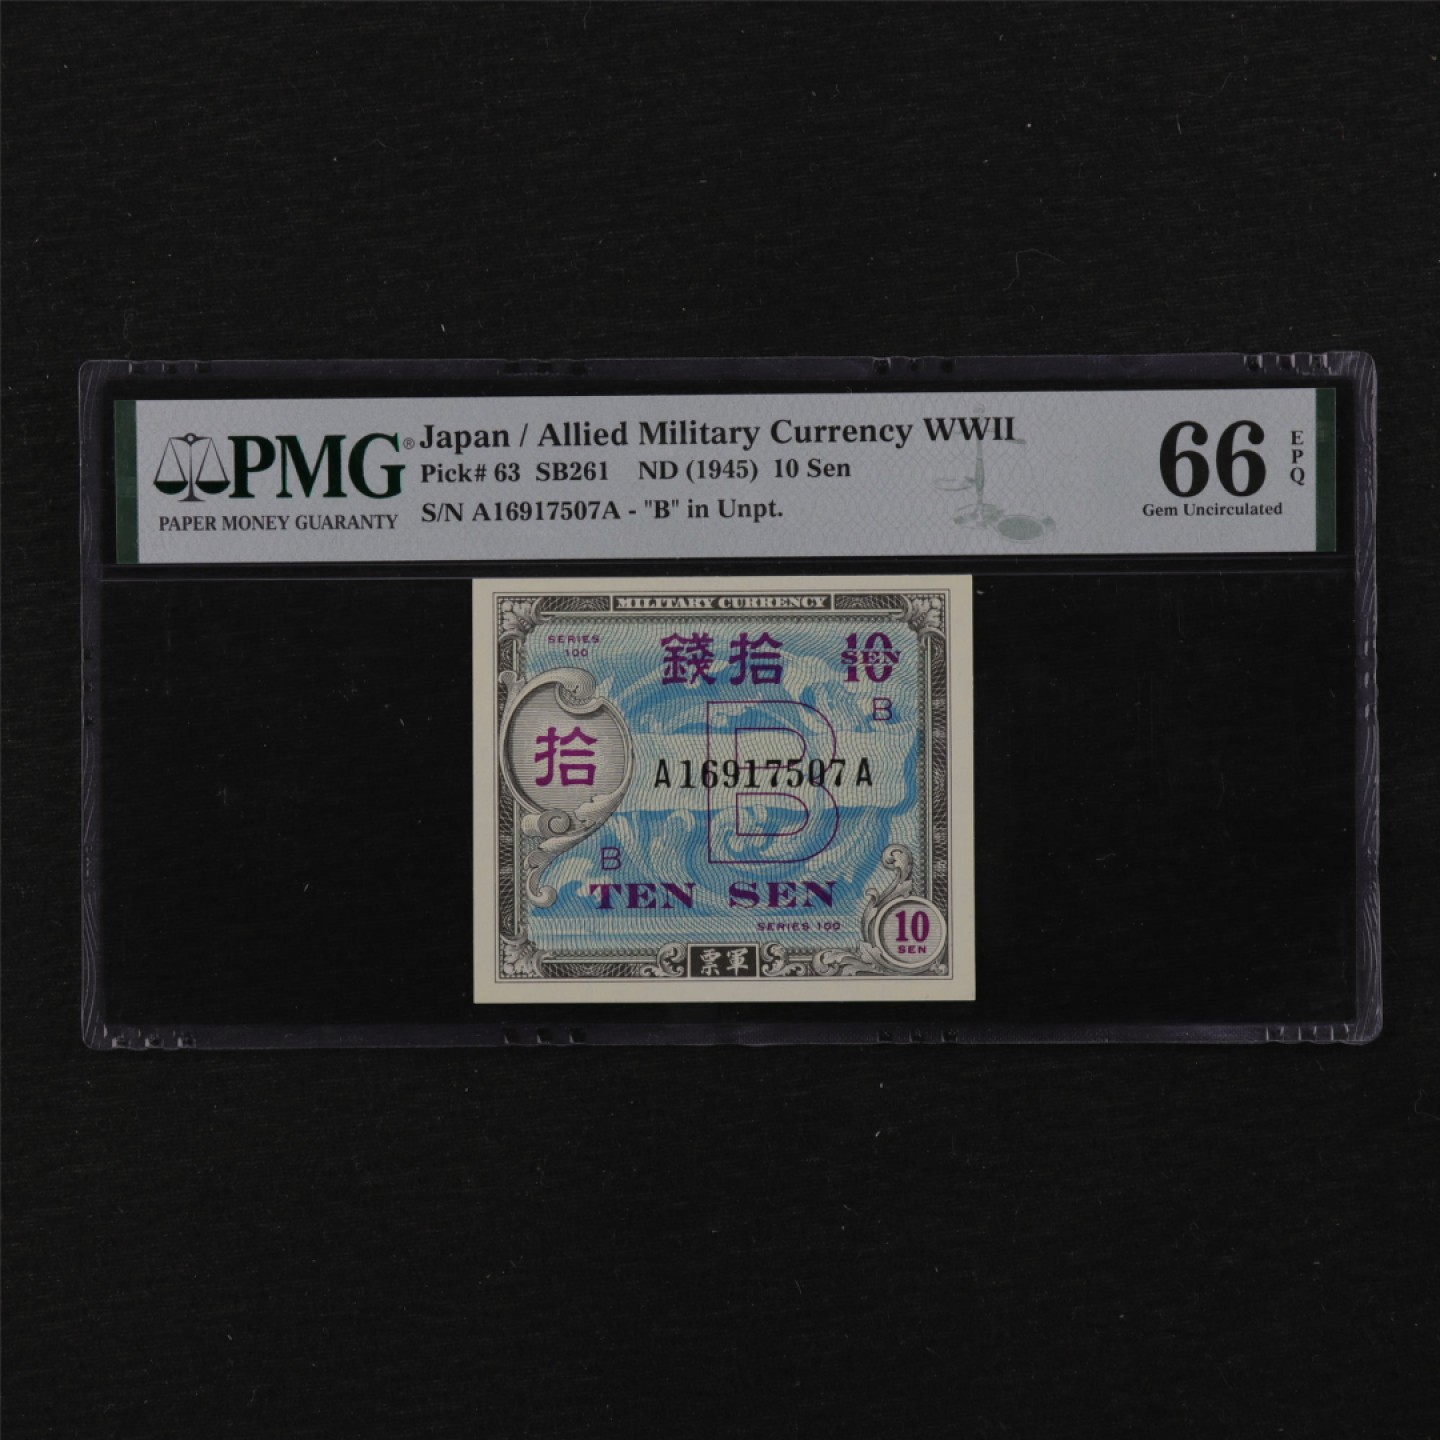 PMG®
PAPER MONEY GUARANTY
Japan / Allied Military Currency WWII
Pick# 63 SB261 ND (1945) 10 Sen
S/N A16917507A - "B" in Unpt.
66 EPQ
Gem Uncirculated
MILITARY CURRENCY
SERIES
100
錢拾
10
SEN
B
拾
A16917507A
B
B
TEN SEN
SERIES 100
10
SEN
票軍